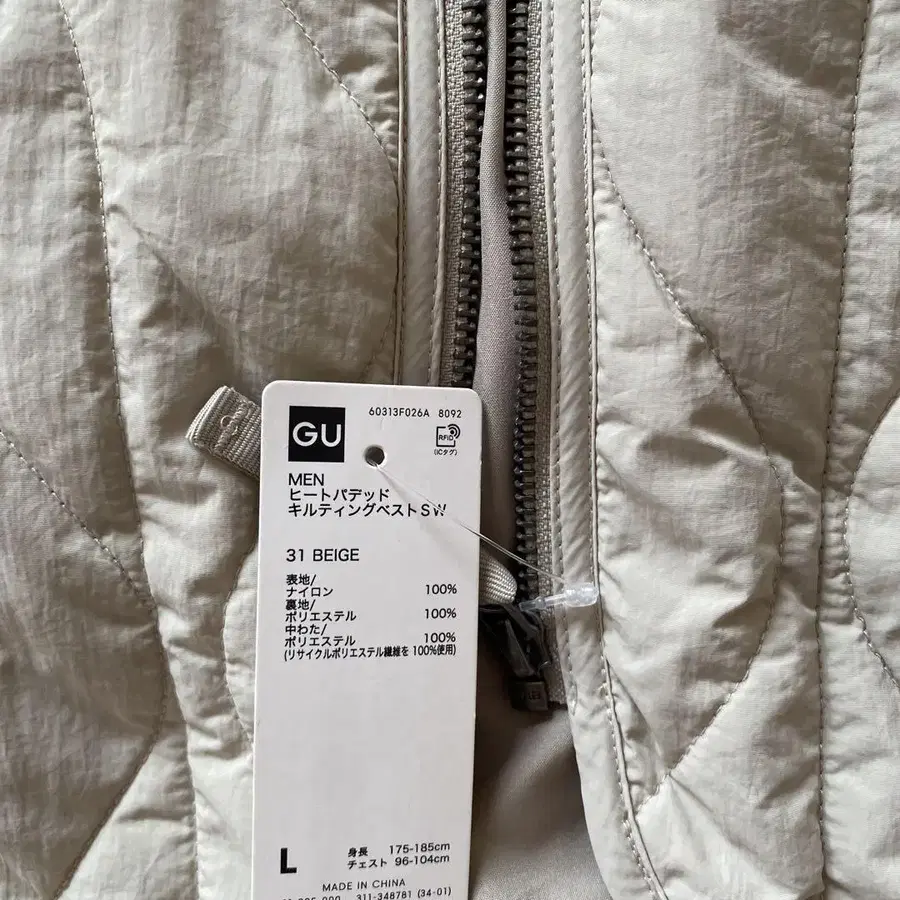 60313F026A 8092
GU
RFID
(ICタグ)
MEN
ヒートパデッド
キルティングベストSW
31 BEIGE
表地/
ナイロン 100%
裏地/
ポリエステル 100%
中わた/
ポリエステル 100%
(リサイクルポリエステル繊維を 100%使用)
L
身長 175-185cm
チェスト 96-104cm
MADE IN CHINA
311-348781 (34-01)